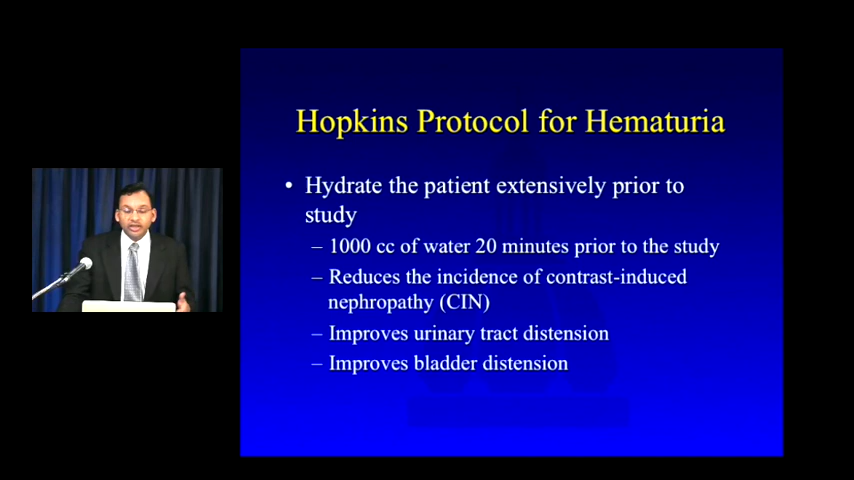 Hopkins Protocol for Hematuria
• Hydrate the patient extensively prior to
study
– 1000 cc of water 20 minutes prior to the study
– Reduces the incidence of contrast-induced
nephropathy (CIN)
– Improves urinary tract distension
– Improves bladder distension